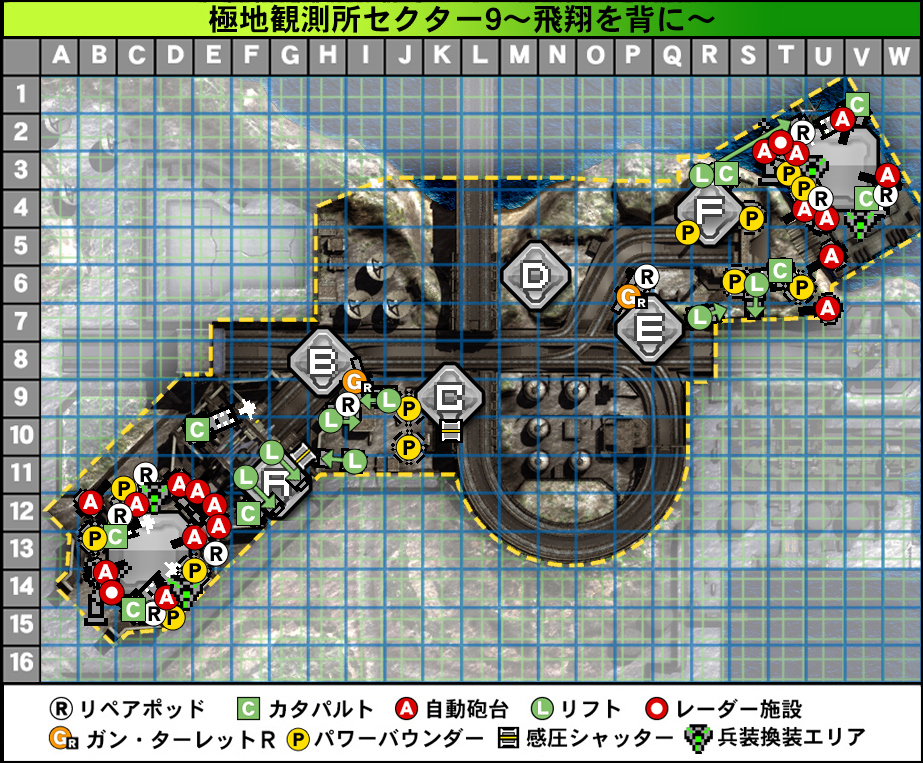 極地観測所セクター9～飛翔を背に～
A B C D E F G H I J K L M N O P Q R S T U V W
1
2
3
4
5
6
7
8
9
10
11
12
13
14
15
16
C
A
R
A A
L C
P
A
P
R C R
F
P
A A
P
D
A
R
P L C P
G R
A
E
L
B
G R
R L P
C
L
C
P
L
L
L
A
C
R
P
A A
A
A
R
A
A
P C
A
R
A
P
A
C R
P
R リペアポッド C カタパルト A 自動砲台 L リフト レーダー施設
G R ガン・ターレットR P パワーバウンダー 感圧シャッター 兵装換装エリア